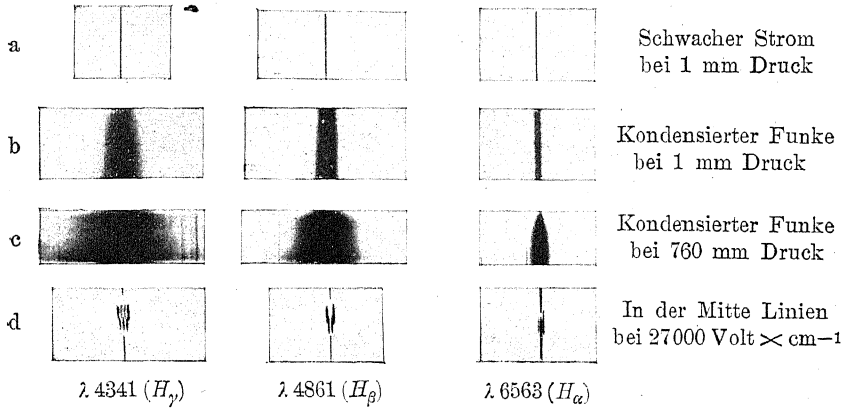 a
Schwacher Strom
bei 1 mm Druck
b
Kondensierter Funke
bei 1 mm Druck
c
Kondensierter Funke
bei 760 mm Druck
d
In der Mitte Linien
bei 27000 Volt × cm−1
λ 4341 (Hγ)
λ 4861 (Hβ)
λ 6563 (Hα)